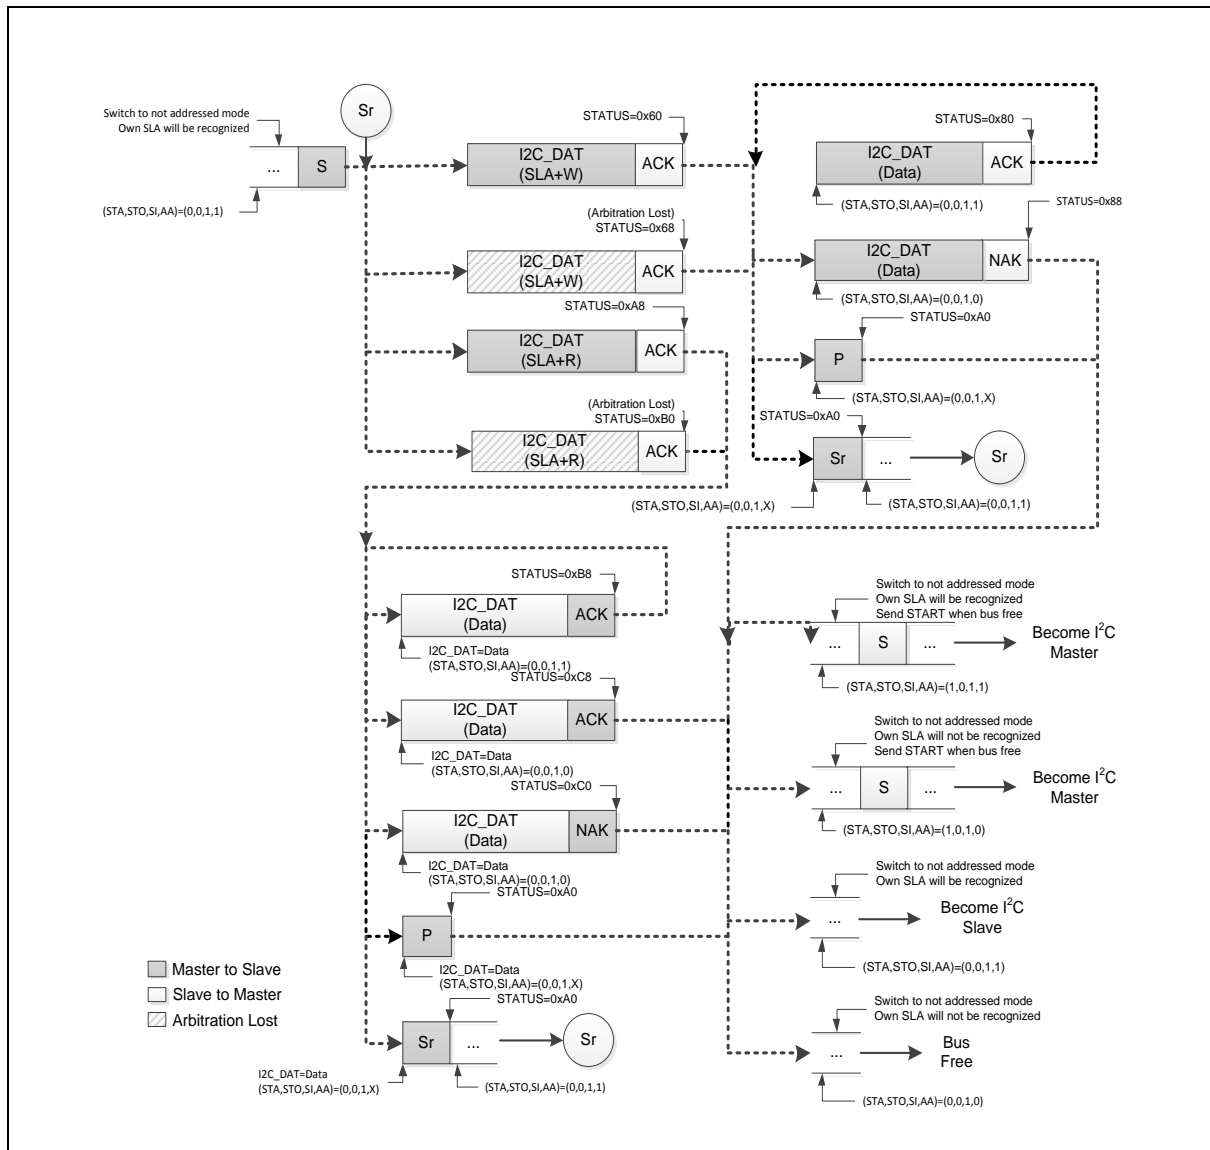 Switch to not addressed mode
Own SLA will be recognized
Sr
...
S
(STA,STO,SI,AA)=(0,0,1,1)
STATUS=0x60
I2C_DAT
(SLA+W)
ACK
(Arbitration Lost)
STATUS=0x68
I2C_DAT
(SLA+W)
ACK
STATUS=0xA8
I2C_DAT
(SLA+R)
ACK
(Arbitration Lost)
STATUS=0xB0
I2C_DAT
(SLA+R)
ACK
STATUS=0x80
I2C_DAT
(Data)
ACK
(STA,STO,SI,AA)=(0,0,1,1)
STATUS=0x88
I2C_DAT
(Data)
NAK
(STA,STO,SI,AA)=(0,0,1,0)
STATUS=0xA0
P
(STA,STO,SI,AA)=(0,0,1,X)
STATUS=0xA0
Sr
...
Sr
(STA,STO,SI,AA)=(0,0,1,X)
(STA,STO,SI,AA)=(0,0,1,1)
STATUS=0xB8
I2C_DAT
(Data)
ACK
I2C_DAT=Data
(STA,STO,SI,AA)=(0,0,1,1)
STATUS=0xC8
I2C_DAT
(Data)
ACK
I2C_DAT=Data
(STA,STO,SI,AA)=(0,0,1,0)
STATUS=0xC0
I2C_DAT
(Data)
NAK
I2C_DAT=Data
(STA,STO,SI,AA)=(0,0,1,0)
STATUS=0xA0
P
I2C_DAT=Data
(STA,STO,SI,AA)=(0,0,1,X)
STATUS=0xA0
Sr
...
Sr
I2C_DAT=Data
(STA,STO,SI,AA)=(0,0,1,X)
(STA,STO,SI,AA)=(0,0,1,1)
Switch to not addressed mode
Own SLA will be recognized
Send START when bus free
...
S
...
Become I²C
Master
(STA,STO,SI,AA)=(1,0,1,1)
Switch to not addressed mode
Own SLA will not be recognized
Send START when bus free
...
S
...
Become I²C
Master
(STA,STO,SI,AA)=(1,0,1,0)
Switch to not addressed mode
Own SLA will be recognized
...
Become I²C
Slave
(STA,STO,SI,AA)=(0,0,1,1)
Switch to not addressed mode
Own SLA will not be recognized
...
Bus
Free
(STA,STO,SI,AA)=(0,0,1,0)
Master to Slave
Slave to Master
Arbitration Lost